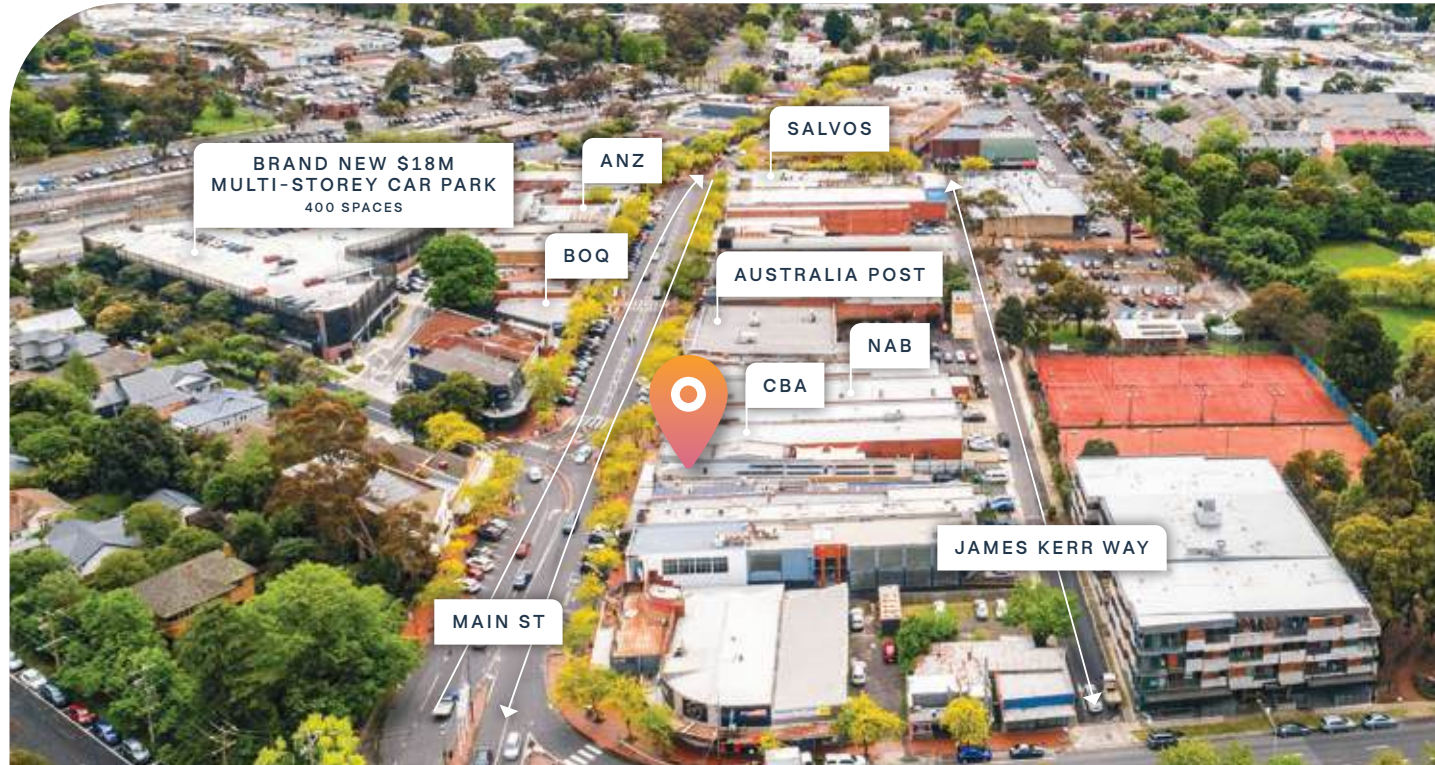 SALVOS
BRAND NEW $18M
MULTI-STOREY CAR PARK
400 SPACES
ANZ
BOQ
AUSTRALIA POST
NAB
CBA
JAMES KERR WAY
MAIN ST